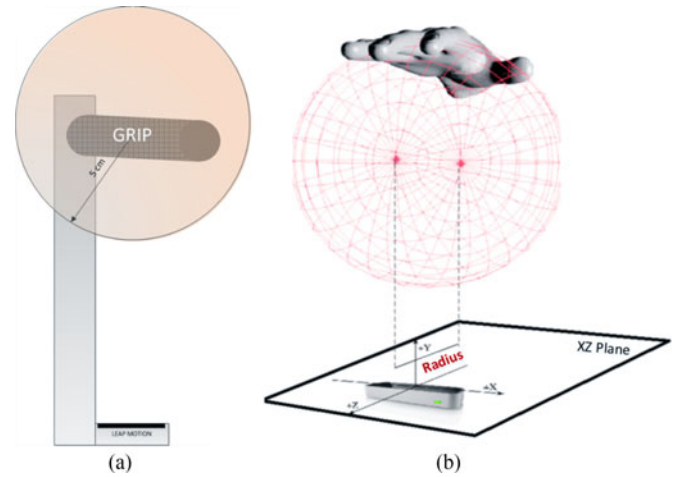 GRIP
5 cm
LEAP MOTION
(a)
+Y
XZ Plane
Radius
+X
+Z
(b)